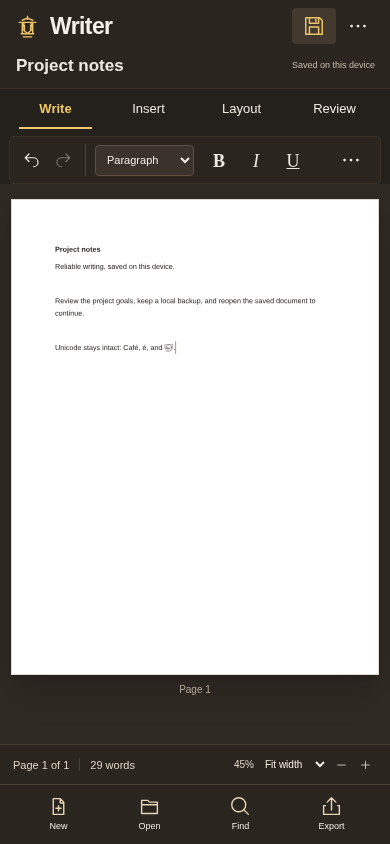 Writer
Project notes
Saved on this device
Write Insert Layout Review
Paragraph B I U
Project notes
Reliable writing, saved on this device.
Review the project goals, keep a local backup, and reopen the saved document to
continue.
Unicode stays intact: Café, é, and
Page 1
Page 1 of 1 29 words 45% Fit width
New Open Find Export